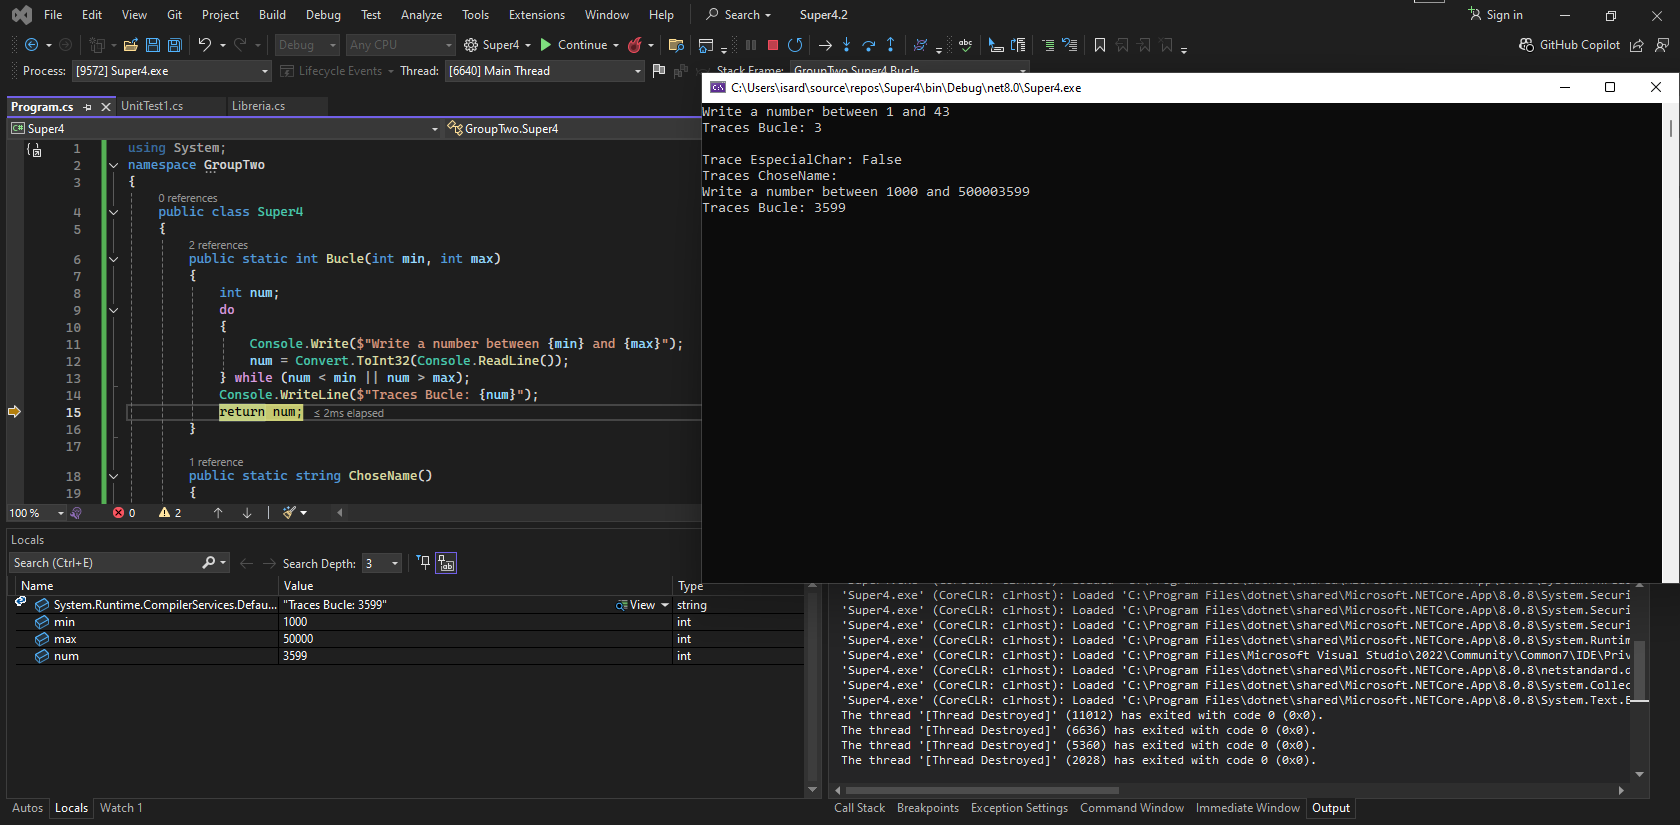 File Edit View Git Project Build Debug Test Analyze Tools Extensions Window Help Search Super4.2 Sign in
Debug Any CPU Super4 Continue GitHub Copilot
Process: [9572] Super4.exe Lifecycle Events Thread: [6640] Main Thread Stack Frame: GroupTwo.Super4.Bucle
Program.cs UnitTest1.cs Libreria.cs
Super4 GroupTwo.Super4
1 using System;
2 namespace GroupTwo
3 {
0 references
4 public class Super4
5 {
2 references
6 public static int Bucle(int min, int max)
7 {
8 int num;
9 do
10 {
11 Console.Write($"Write a number between {min} and {max}");
12 num = Convert.ToInt32(Console.ReadLine());
13 } while (num < min || num > max);
14 Console.WriteLine($"Traces Bucle: {num}");
15 return num; ≤ 2ms elapsed
16 }
17
1 reference
18 public static string ChoseName()
19 {
100 % 0 2
C:\Users\isard\source\repos\Super4\bin\Debug\net8.0\Super4.exe
Write a number between 1 and 43
Traces Bucle: 3
Trace EspecialChar: False
Traces ChoseName:
Write a number between 1000 and 500003599
Traces Bucle: 3599
Locals
Search (Ctrl+E) Search Depth: 3
Name Value Type
System.Runtime.CompilerServices.Defau... "Traces Bucle: 3599" View string
min 1000 int
max 50000 int
num 3599 int
Autos Locals Watch 1
'Super4.exe' (CoreCLR: clrhost): Loaded 'C:\Program Files\dotnet\shared\Microsoft.NETCore.App\8.0.8\System.Securi
'Super4.exe' (CoreCLR: clrhost): Loaded 'C:\Program Files\dotnet\shared\Microsoft.NETCore.App\8.0.8\System.Securi
'Super4.exe' (CoreCLR: clrhost): Loaded 'C:\Program Files\dotnet\shared\Microsoft.NETCore.App\8.0.8\System.Securi
'Super4.exe' (CoreCLR: clrhost): Loaded 'C:\Program Files\dotnet\shared\Microsoft.NETCore.App\8.0.8\System.Runtim
'Super4.exe' (CoreCLR: clrhost): Loaded 'C:\Program Files\Microsoft Visual Studio\2022\Community\Common7\IDE\Priv
'Super4.exe' (CoreCLR: clrhost): Loaded 'C:\Program Files\dotnet\shared\Microsoft.NETCore.App\8.0.8\netstandard.d
'Super4.exe' (CoreCLR: clrhost): Loaded 'C:\Program Files\dotnet\shared\Microsoft.NETCore.App\8.0.8\System.Collec
'Super4.exe' (CoreCLR: clrhost): Loaded 'C:\Program Files\dotnet\shared\Microsoft.NETCore.App\8.0.8\System.Text.E
The thread '[Thread Destroyed]' (11012) has exited with code 0 (0x0).
The thread '[Thread Destroyed]' (6636) has exited with code 0 (0x0).
The thread '[Thread Destroyed]' (5360) has exited with code 0 (0x0).
The thread '[Thread Destroyed]' (2028) has exited with code 0 (0x0).
Call Stack Breakpoints Exception Settings Command Window Immediate Window Output